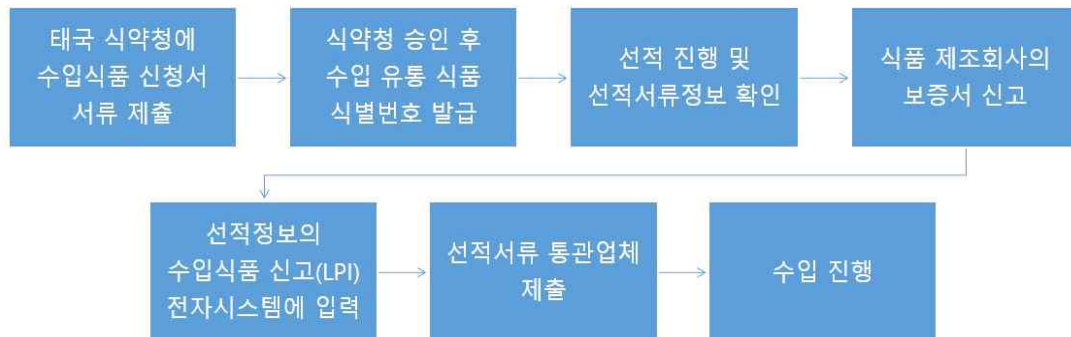 태국 식약청에
수입식품 신청서
서류 제츌
식약청 승인 후
수입 유통 식품
식별번호 발급
선적 진행 및
선적서류정보 확인
식품 제조회사의
보증서 신고
선적정보의
수입식품 신고(LPI)
전자시스템에 입력
선적서류 통관업체
제출
수입 진행